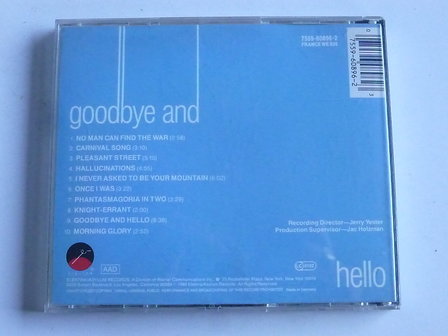 7559-60896-2
FRANCE WE 835
7559-60896-2
goodbye and
1. NO MAN CAN FIND THE WAR (2:58)
2. CARNIVAL SONG (3:10)
3. PLEASANT STREET (5:15)
4. HALLUCINATIONS (4:55)
5. I NEVER ASKED TO BE YOUR MOUNTAIN (6:02)
6. ONCE I WAS (3:22)
7. PHANTASMAGORIA IN TWO (3:29)
8. KNIGHT-ERRANT (2:00)
9. GOODBYE AND HELLO (8:38)
10. MORNING GLORY (2:52)
Recording Director—Jerry Yester
Production Supervisor—Jac Holzman
AAD
hello